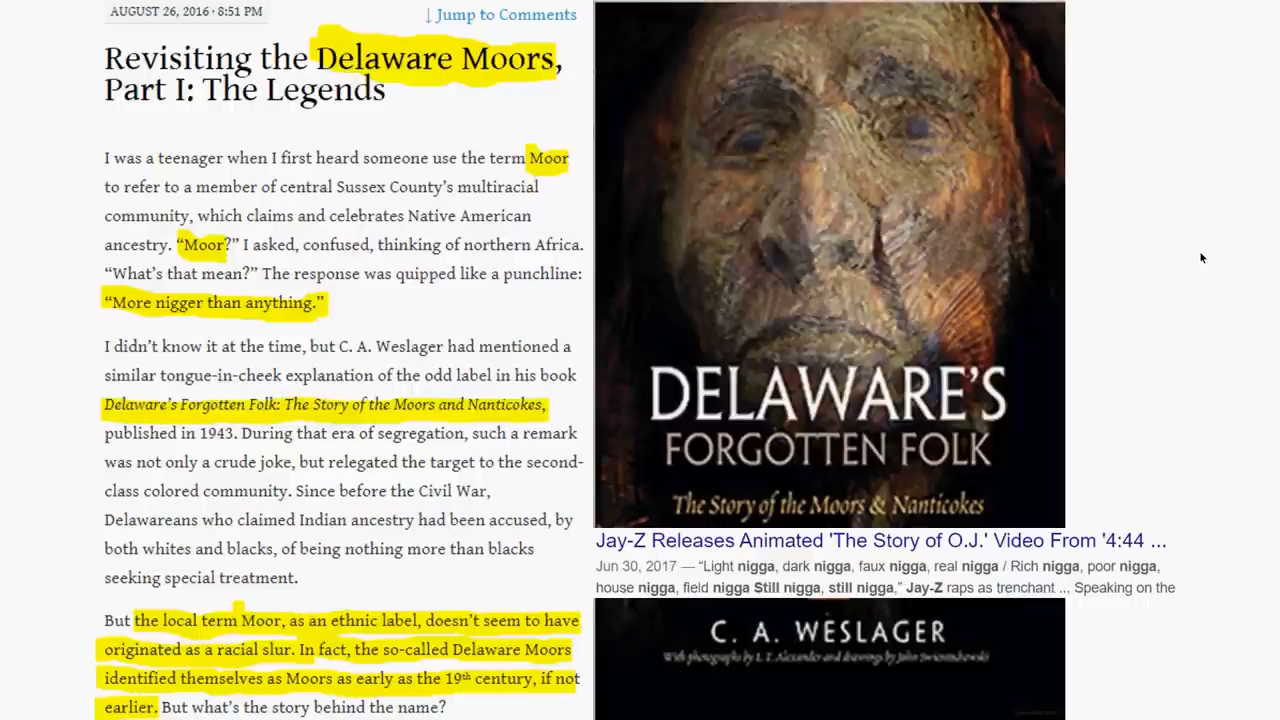 AUGUST 26, 2016 · 8:51 PM
↓ Jump to Comments
Revisiting the Delaware Moors,
Part I: The Legends
I was a teenager when I first heard someone use the term Moor
to refer to a member of central Sussex County's multiracial
community, which claims and celebrates Native American
ancestry. “Moor?” I asked, confused, thinking of northern Africa.
“What's that mean?” The response was quipped like a punchline:
“More nigger than anything.”
I didn't know it at the time, but C. A. Weslager had mentioned a
similar tongue-in-cheek explanation of the odd label in his book
Delaware's Forgotten Folk: The Story of the Moors and Nanticokes,
published in 1943. During that era of segregation, such a remark
was not only a crude joke, but relegated the target to the second-
class colored community. Since before the Civil War,
Delawareans who claimed Indian ancestry had been accused, by
both whites and blacks, of being nothing more than blacks
seeking special treatment.
But the local term Moor, as an ethnic label, doesn't seem to have
originated as a racial slur. In fact, the so-called Delaware Moors
identified themselves as Moors as early as the 19th century, if not
earlier. But what's the story behind the name?
DELAWARE'S
FORGOTTEN FOLK
The Story of the Moors & Nanticokes
Jay-Z Releases Animated 'The Story of O.J.' Video From '4:44 ...
Jun 30, 2017 — “Light nigga, dark nigga, faux nigga, real nigga / Rich nigga, poor nigga,
house nigga, field nigga $till nigga, still nigga,” Jay-Z raps as trenchant ... Speaking on the
C. A. WESLAGER
With photographs by L. T. Alexander and drawings by John Swientochowski